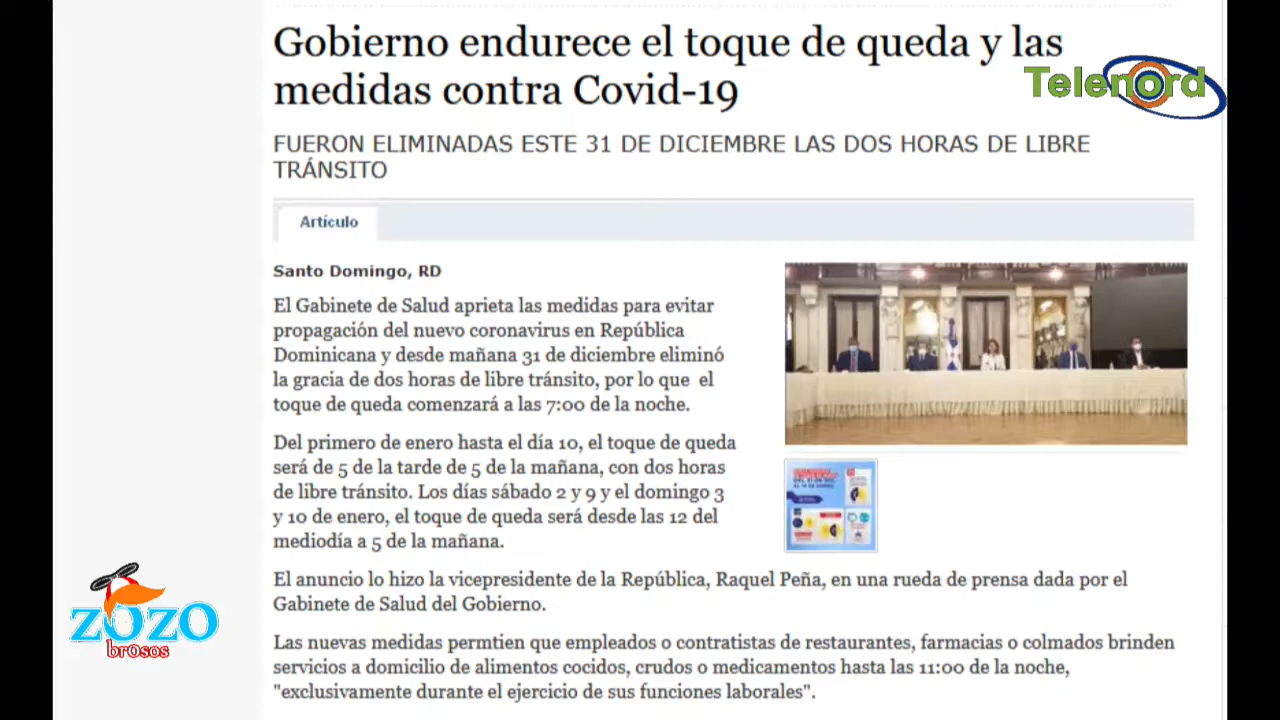 Gobierno endurece el toque de queda y las
medidas contra Covid-19
Telenord
FUERON ELIMINADAS ESTE 31 DE DICIEMBRE LAS DOS HORAS DE LIBRE
TRÁNSITO
Artículo
Santo Domingo, RD
El Gabinete de Salud aprieta las medidas para evitar
propagación del nuevo coronavirus en República
Dominicana y desde mañana 31 de diciembre eliminó
la gracia de dos horas de libre tránsito, por lo que el
toque de queda comenzará a las 7:00 de la noche.
Del primero de enero hasta el día 10, el toque de queda
será de 5 de la tarde de 5 de la mañana, con dos horas
de libre tránsito. Los días sábado 2 y 9 y el domingo 3
y 10 de enero, el toque de queda será desde las 12 del
mediodía a 5 de la mañana.
El anuncio lo hizo la vicepresidente de la República, Raquel Peña, en una rueda de prensa dada por el
Gabinete de Salud del Gobierno.
Las nuevas medidas permtien que empleados o contratistas de restaurantes, farmacias o colmados brinden
servicios a domicilio de alimentos cocidos, crudos o medicamentos hasta las 11:00 de la noche,
"exclusivamente durante el ejercicio de sus funciones laborales".
ZOZO
brOsos